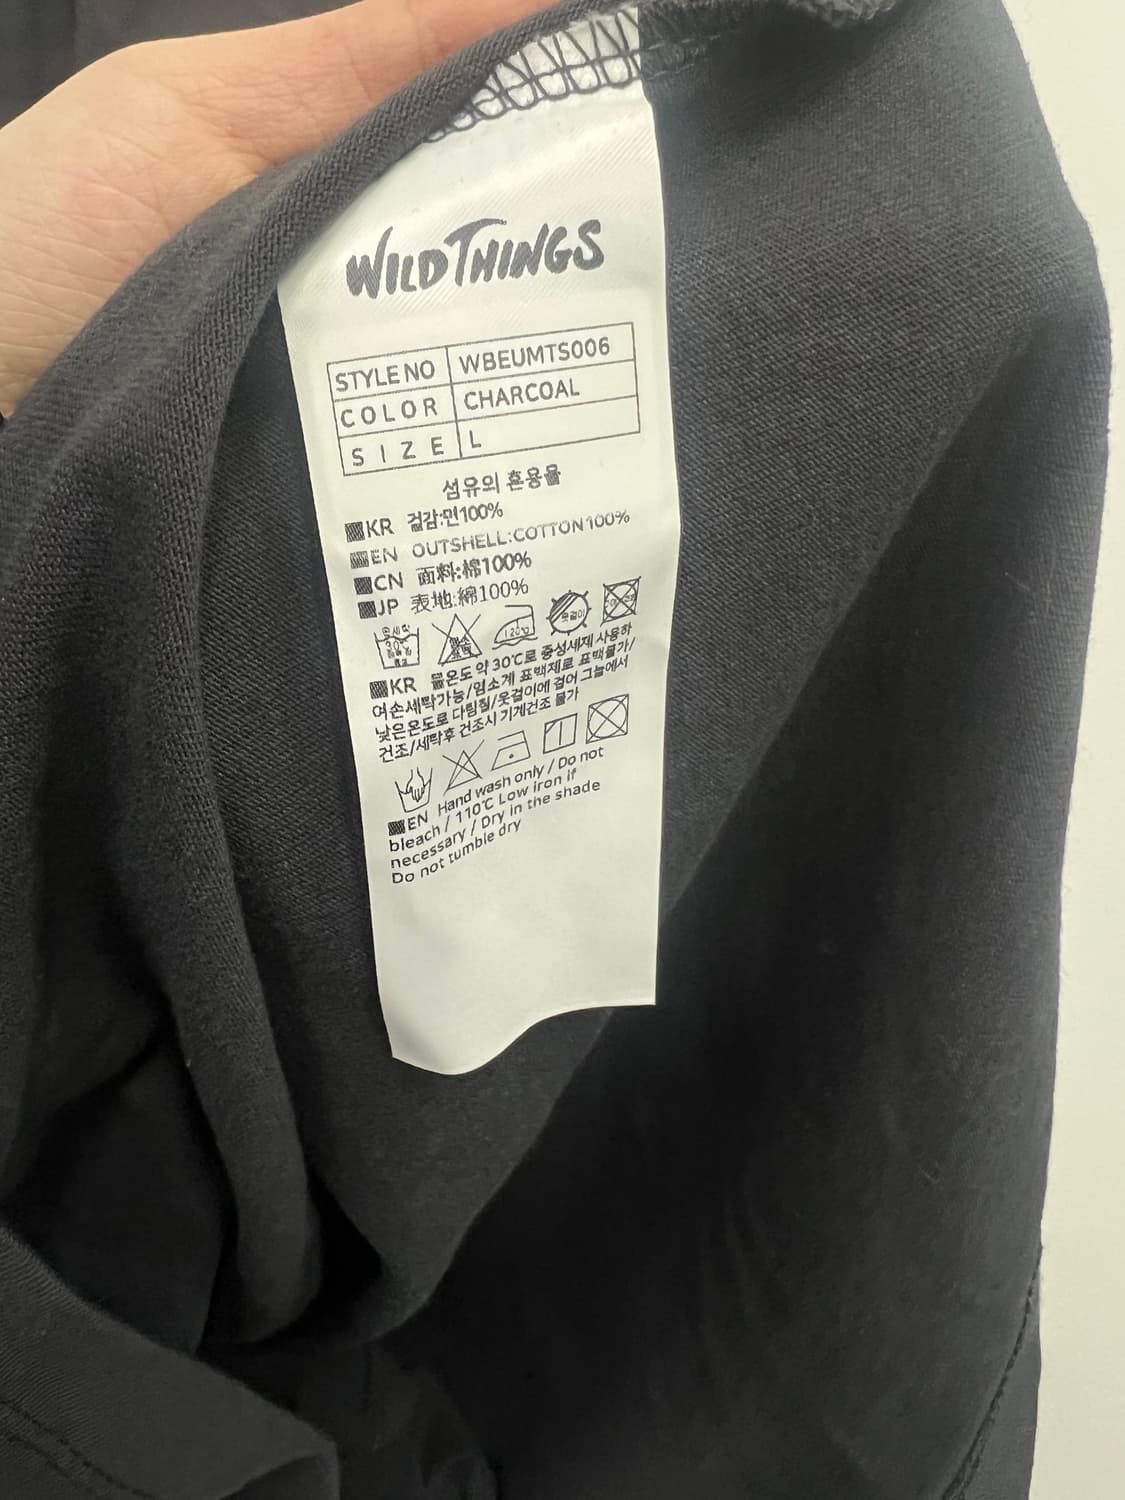 WILDTHINGS
STYLE NO WBEUMTS006
COLOR CHARCOAL
SIZE L
섬유의 혼용율
KR 겉감:면100%
EN OUTSHELL:COTTON100%
CN 面料:棉100%
JP 表地:綿100%
120℃ 옷걸이
KR 물온도 약 30℃로 중성세제 사용하
여손세탁가능/염소계 표백제로 표백불가/
낮은온도로 다림질/옷걸이에 걸어 그늘에서
건조/세탁후 건조시 기계건조 불가
EN Hand wash only / Do not
bleach / 110℃ Low iron if
necessary / Dry in the shade
Do not tumble dry